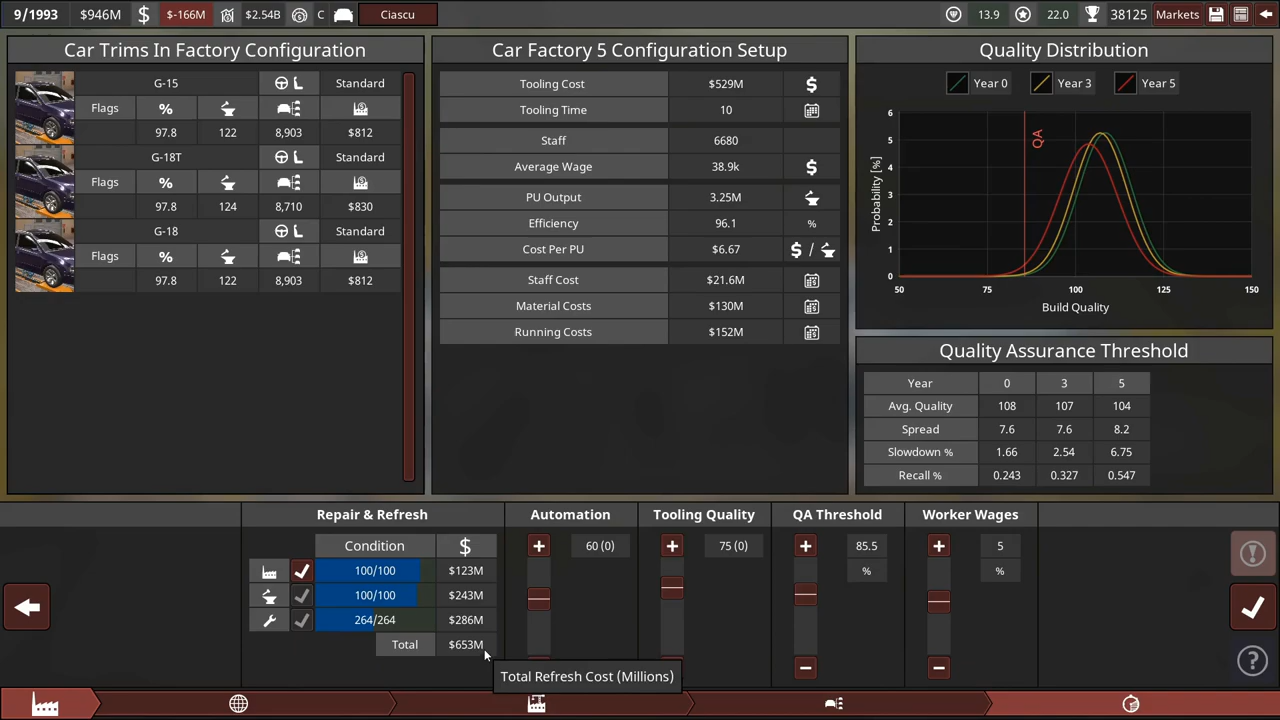 9/1993 $946M $-166M $2.54B C Ciascu 13.9 22.0 38125 Markets
Car Trims In Factory Configuration
G-15 Standard
Flags %
97.8 122 8,903 $812
G-18T Standard
Flags %
97.8 124 8,710 $830
G-18 Standard
Flags %
97.8 122 8,903 $812
Car Factory 5 Configuration Setup
Tooling Cost $529M $
Tooling Time 10
Staff 6680
Average Wage 38.9k $
PU Output 3.25M
Efficiency 96.1 %
Cost Per PU $6.67 $ /
Staff Cost $21.6M
Material Costs $130M
Running Costs $152M
Quality Distribution
Year 0 Year 3 Year 5
6
5
4
3
2
1
0
Probability [%]
QA
50 75 100 125 150
Build Quality
Quality Assurance Threshold
Year 0 3 5
Avg. Quality 108 107 104
Spread 7.6 7.6 8.2
Slowdown % 1.66 2.54 6.75
Recall % 0.243 0.327 0.547
Repair & Refresh
Condition $
100/100 $123M
100/100 $243M
264/264 $286M
Total $653M
Total Refresh Cost (Millions)
Automation
+ 60 (0)
Tooling Quality
+ 75 (0)
QA Threshold
+ 85.5
%
−
Worker Wages
+ 5
%
−